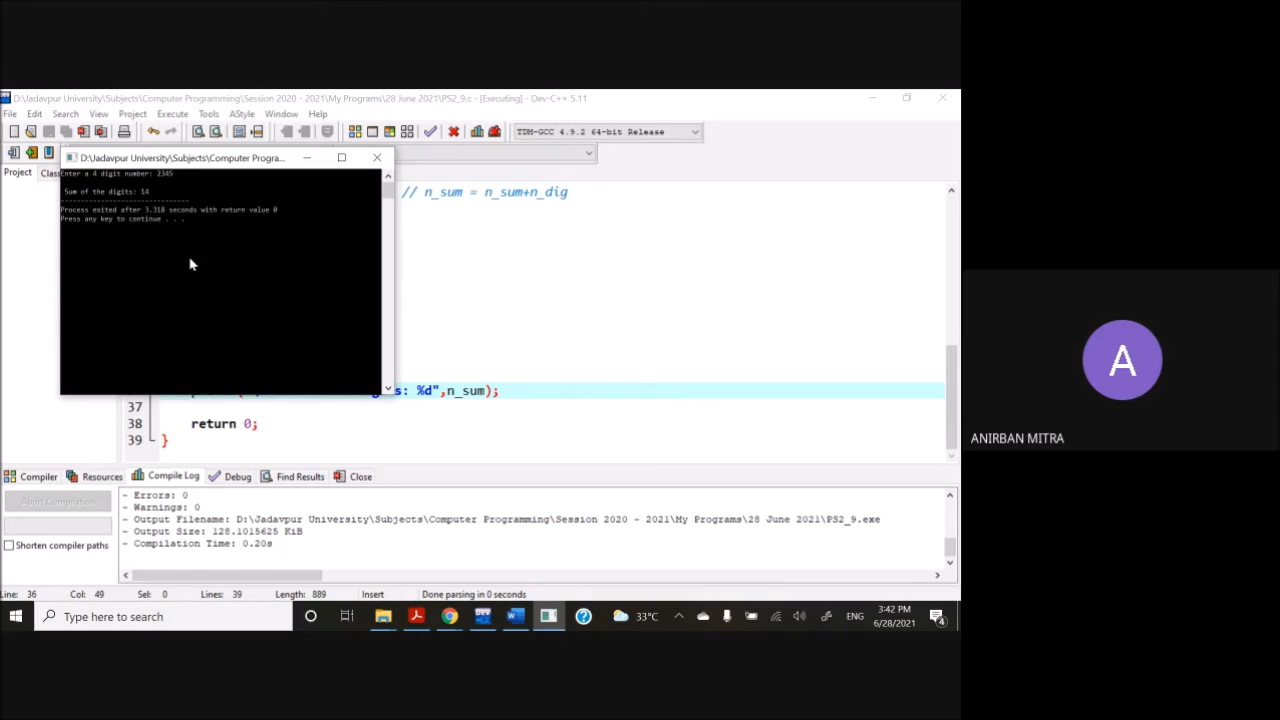 D:\Jadavpur University\Subjects\Computer Programming\Session 2020 - 2021\My Programs\28 June 2021\PS2_9.c - [Executing] - Dev-C++ 5.11
File Edit Search View Project Execute Tools AStyle Window Help
TDM-GCC 4.9.2 64-bit Release
D:\Jadavpur University\Subjects\Computer Progra...
Project Clas
Enter a 4 digit number: 2345
Sum of the digits: 14
--------------------------------
Process exited after 3.318 seconds with return value 0
Press any key to continue . . .
// n_sum = n_sum+n_dig
s: %d",n_sum);
37
38 return 0;
39 }
Compiler Resources Compile Log Debug Find Results Close
Abort Compilation
Shorten compiler paths
- Errors: 0
- Warnings: 0
- Output Filename: D:\Jadavpur University\Subjects\Computer Programming\Session 2020 - 2021\My Programs\28 June 2021\PS2_9.exe
- Output Size: 128.1015625 KiB
- Compilation Time: 0.20s
Line: 36 Col: 49 Sel: 0 Lines: 39 Length: 889 Insert Done parsing in 0 seconds
Type here to search
DEV
33°C
ENG
3:42 PM
6/28/2021
4
A
ANIRBAN MITRA